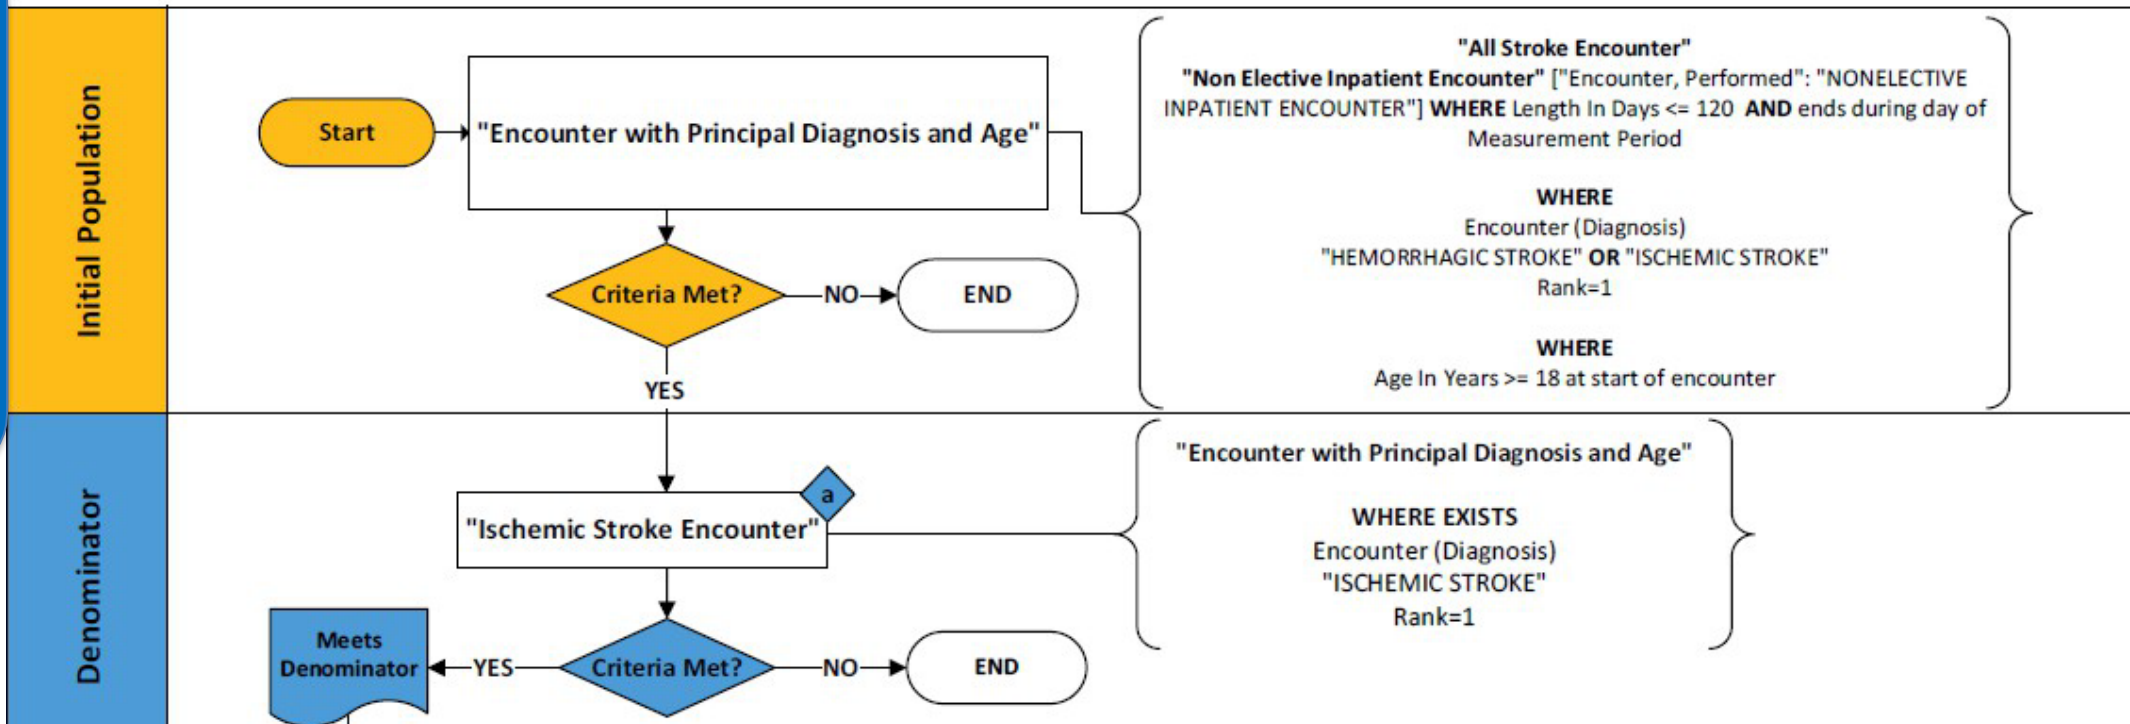 Initial Population
Start
"Encounter with Principal Diagnosis and Age"
"All Stroke Encounter"
"Non Elective Inpatient Encounter" ["Encounter, Performed": "NONELECTIVE
INPATIENT ENCOUNTER"] WHERE Length In Days <= 120 AND ends during day of
Measurement Period
WHERE
Encounter (Diagnosis)
"HEMORRHAGIC STROKE" OR "ISCHEMIC STROKE"
Rank=1
WHERE
Age In Years >= 18 at start of encounter
Criteria Met?
NO
END
YES
Denominator
"Ischemic Stroke Encounter"
a
"Encounter with Principal Diagnosis and Age"
WHERE EXISTS
Encounter (Diagnosis)
"ISCHEMIC STROKE"
Rank=1
Meets
Denominator
YES
Criteria Met?
NO
END